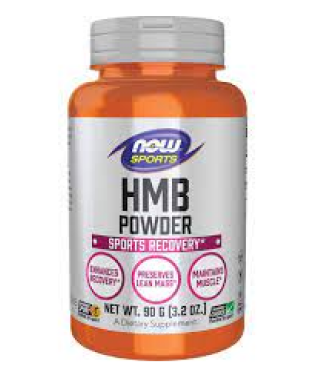 now
SPORTS
HMB
POWDER
SPORTS RECOVERY*
ENHANCED
RECOVERY*
PRESERVES
LEAN MASS*
MAINTAINS
MUSCLE*
NET WT. 90 G (3.2 OZ.)
A Dietary Supplement